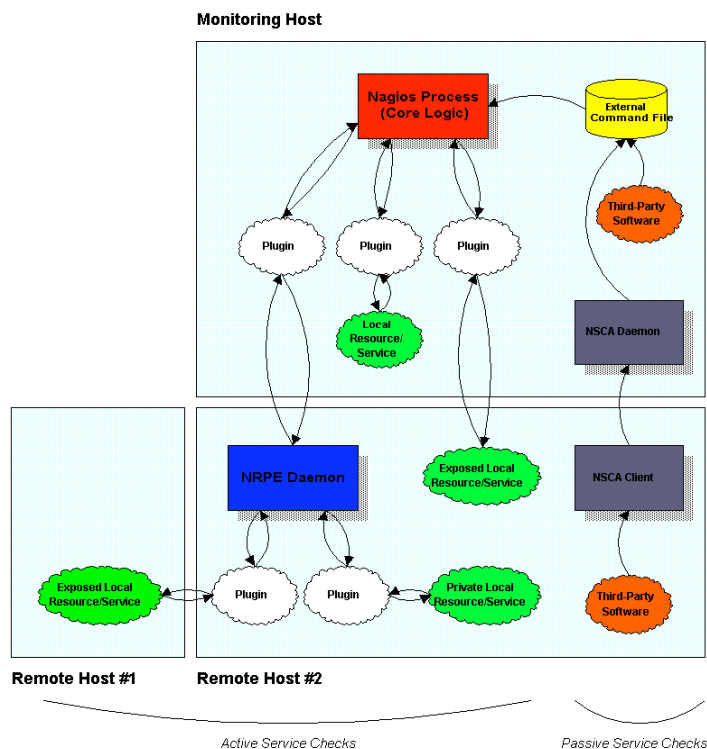 Monitoring Host
Nagios Process
(Core Logic)
External
Command File
Third-Party
Software
Plugin
Plugin
Plugin
Local
Resource/
Service
NSCA Daemon
NRPE Daemon
Exposed Local
Resource/Service
NSCA Client
Exposed Local
Resource/Service
Plugin
Plugin
Private Local
Resource/Service
Third-Party
Software
Remote Host #1
Remote Host #2
Active Service Checks
Passive Service Checks